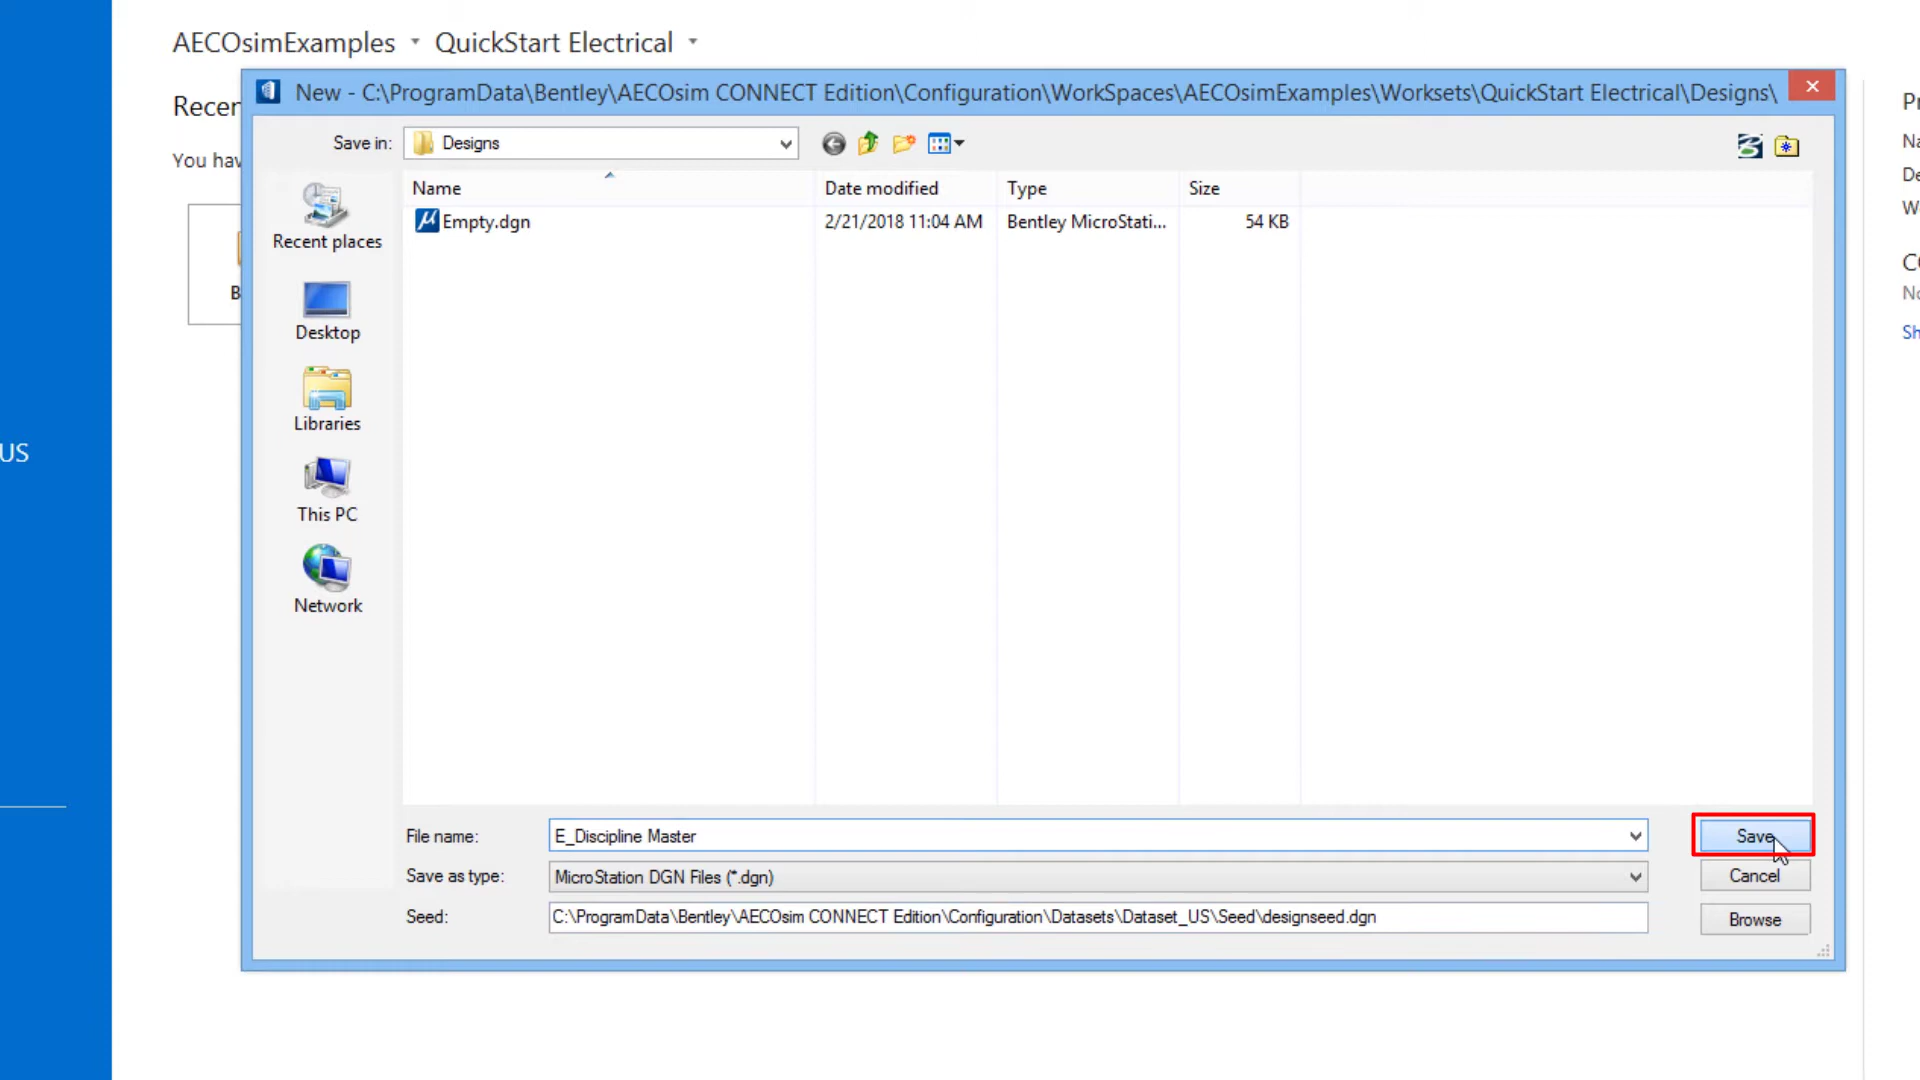 AECOsimExamples QuickStart Electrical
New - C:\ProgramData\Bentley\AECOsim CONNECT Edition\Configuration\WorkSpaces\AECOsimExamples\Worksets\QuickStart Electrical\Designs\
Recen
You hav
B
US
Save in: Designs
Name Date modified Type Size
Empty.dgn 2/21/2018 11:04 AM Bentley MicroStati... 54 KB
Recent places
Desktop
Libraries
This PC
Network
File name: E_Discipline Master Save
Save as type: MicroStation DGN Files (*.dgn) Cancel
Seed: C:\ProgramData\Bentley\AECOsim CONNECT Edition\Configuration\Datasets\Dataset_US\Seed\designseed.dgn Browse
Na
De
No
Sh